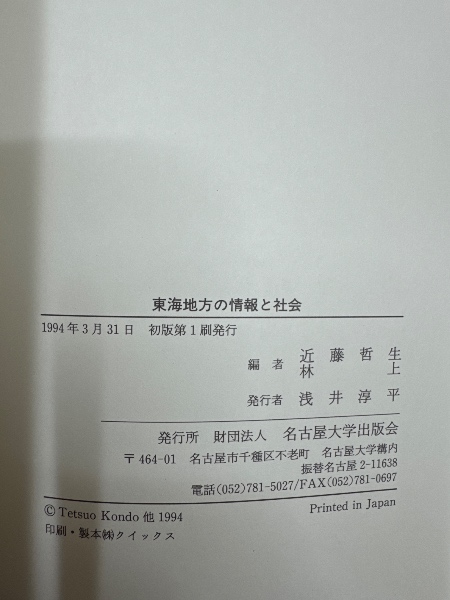 東海地方の情報と社会
1994年3月31日 初版第1刷発行
編者 近藤哲生
林上
発行者 浅井淳平
発行所 財団法人 名古屋大学出版会
〒464-01 名古屋市千種区不老町 名古屋大学構内
振替名古屋2-11638
電話(052)781-5027/FAX(052)781-0697
© Tetsuo Kondo 他 1994 Printed in Japan
印刷・製本㈱クイックス